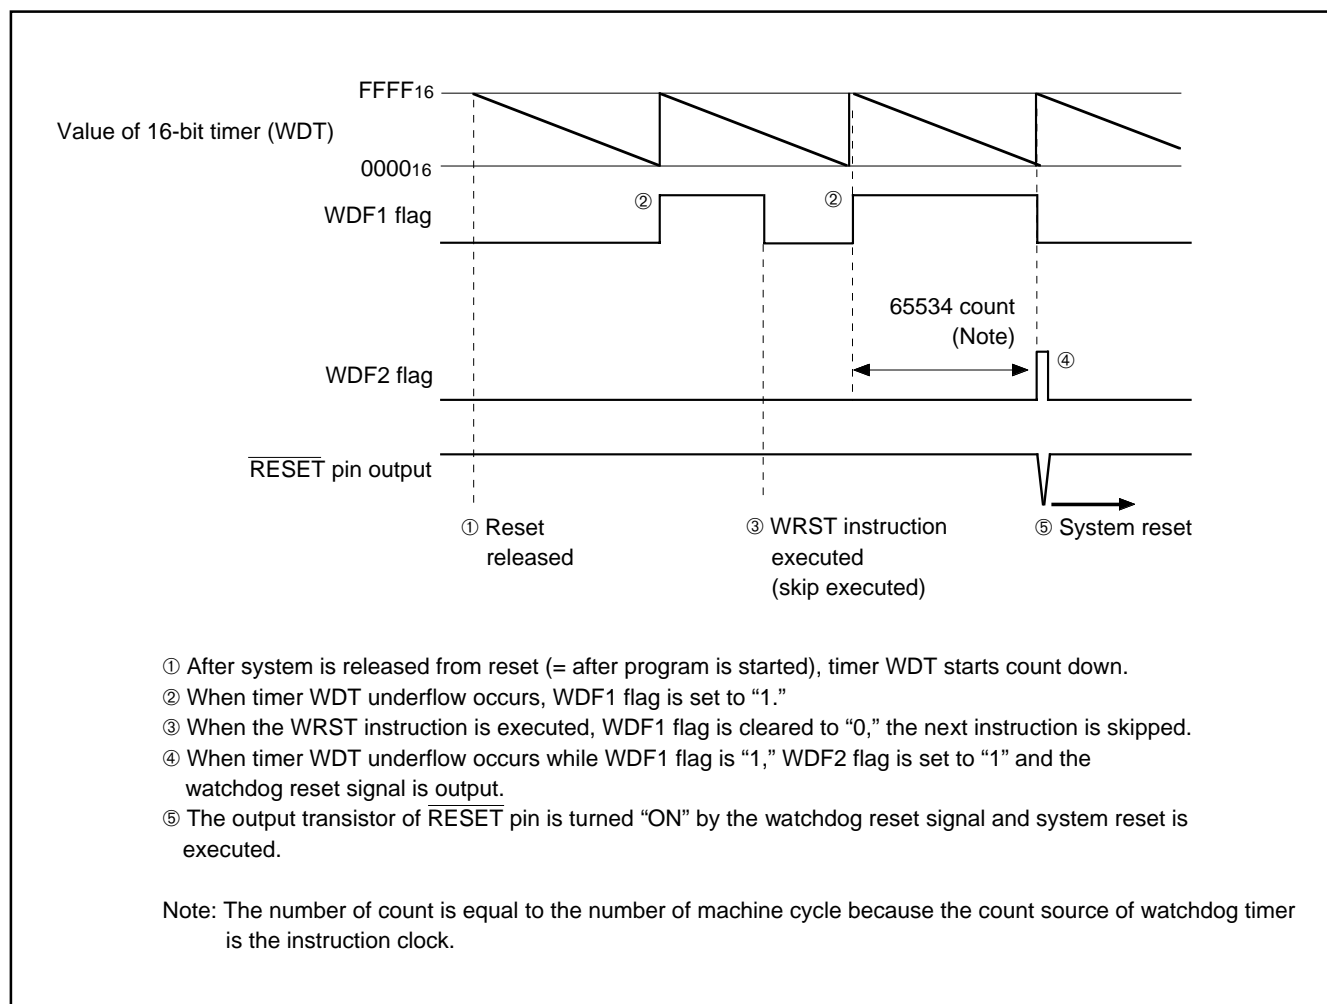 FFFF16
Value of 16-bit timer (WDT)
000016
② ②
WDF1 flag
65534 count
(Note)
④
WDF2 flag
RESET pin output
① Reset
released
③ WRST instruction
executed
(skip executed)
⑤ System reset
① After system is released from reset (= after program is started), timer WDT starts count down.
② When timer WDT underflow occurs, WDF1 flag is set to “1.”
③ When the WRST instruction is executed, WDF1 flag is cleared to “0,” the next instruction is skipped.
④ When timer WDT underflow occurs while WDF1 flag is “1,” WDF2 flag is set to “1” and the
watchdog reset signal is output.
⑤ The output transistor of RESET pin is turned “ON” by the watchdog reset signal and system reset is
executed.
Note: The number of count is equal to the number of machine cycle because the count source of watchdog timer
is the instruction clock.